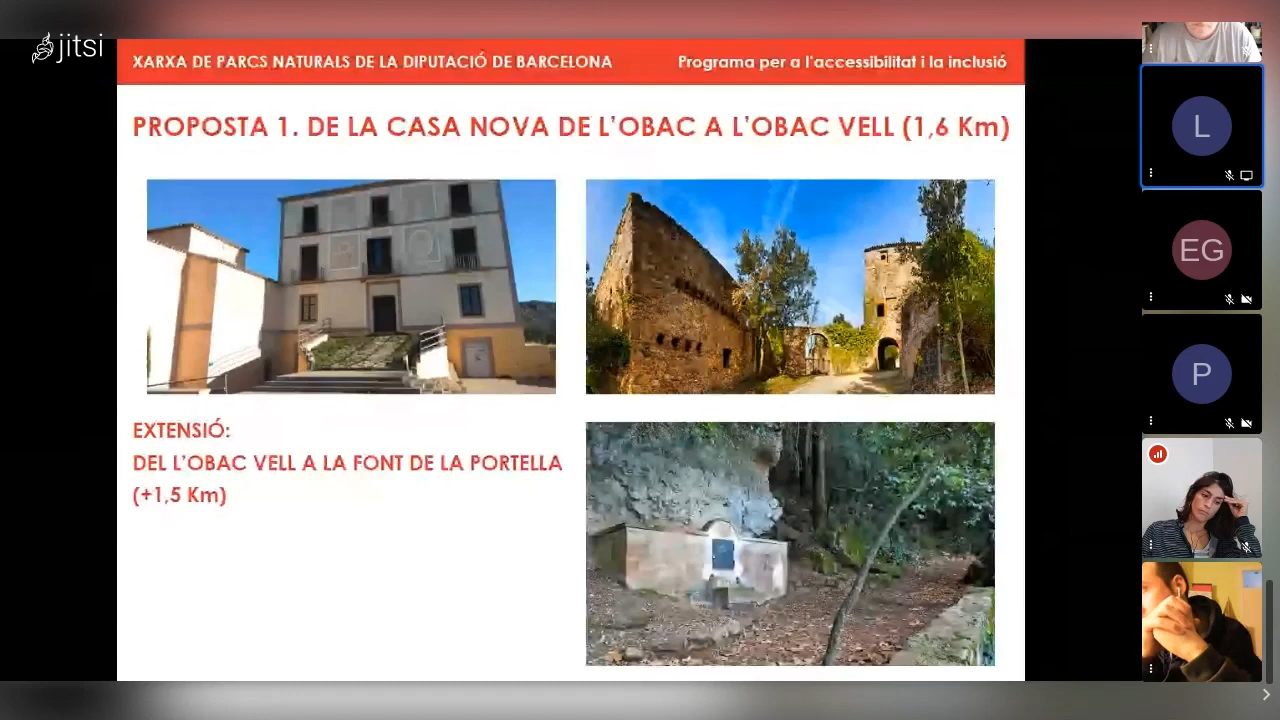 jitsi
XARXA DE PARCS NATURALS DE LA DIPUTACIÓ DE BARCELONA
Programa per a l'accessibilitat i la inclusió
PROPOSTA 1. DE LA CASA NOVA DE L'OBAC A L'OBAC VELL (1,6 Km)
EXTENSIÓ:
DEL L'OBAC VELL A LA FONT DE LA PORTELLA
(+1,5 Km)
L
EG
P